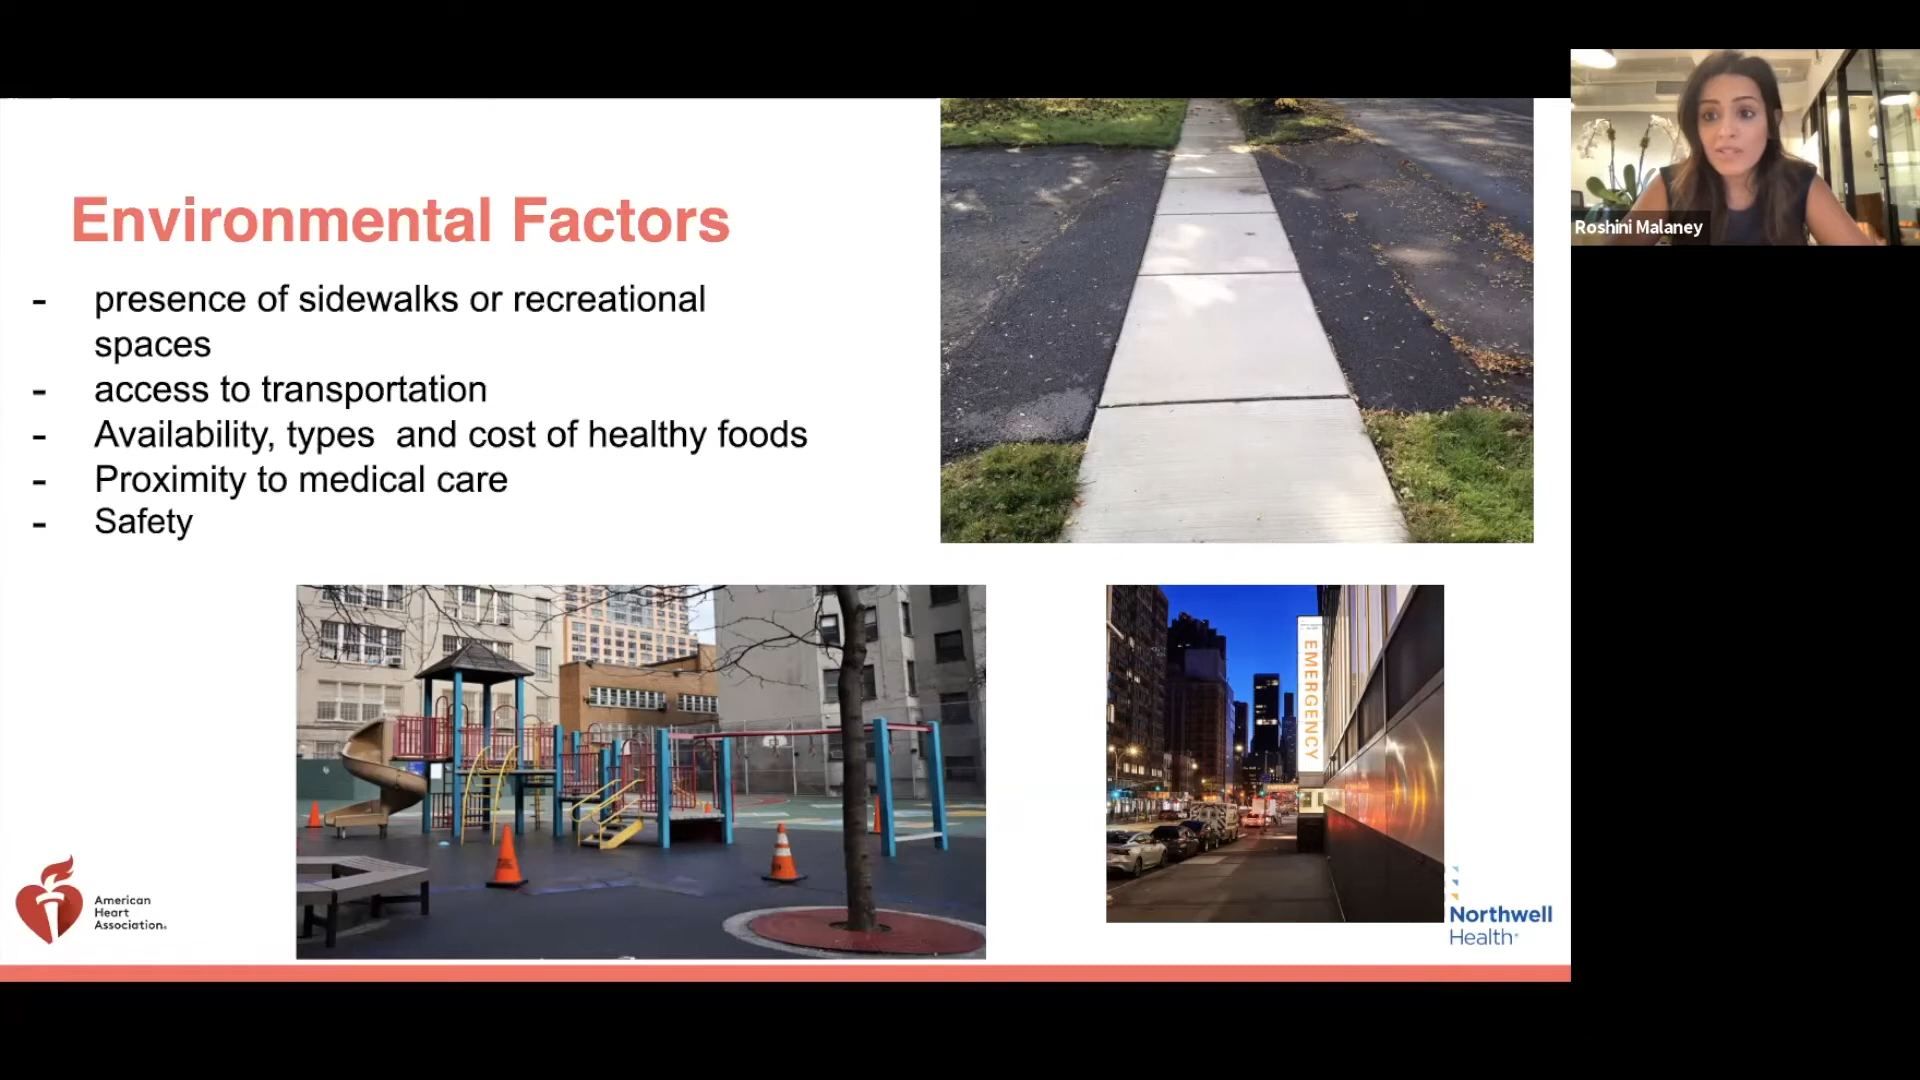 Roshini Malaney
Environmental Factors
- presence of sidewalks or recreational
spaces
- access to transportation
- Availability, types  and cost of healthy foods
- Proximity to medical care
- Safety
EMERGENCY
American
Heart
Association®
Northwell
Health®